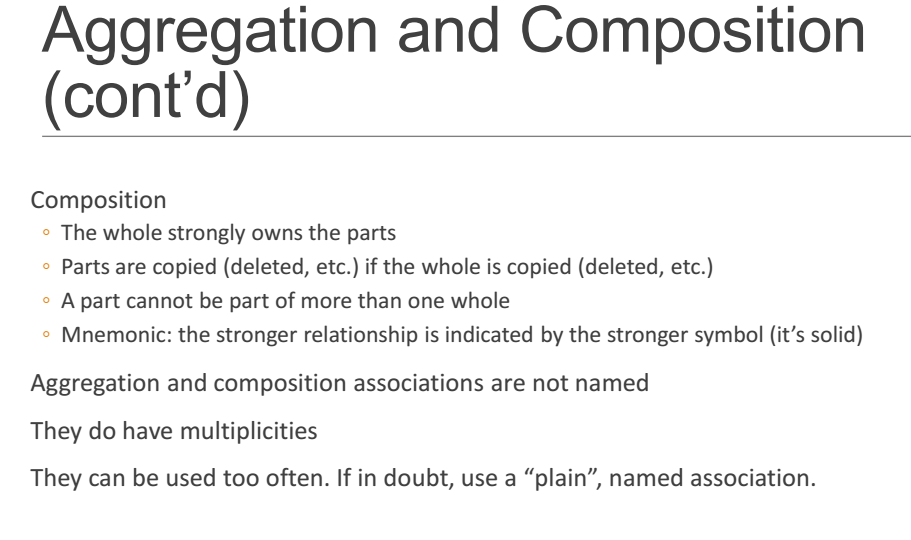 Aggregation and Composition
(cont’d)
Composition
◦ The whole strongly owns the parts
◦ Parts are copied (deleted, etc.) if the whole is copied (deleted, etc.)
◦ A part cannot be part of more than one whole
◦ Mnemonic: the stronger relationship is indicated by the stronger symbol (it’s solid)
Aggregation and composition associations are not named
They do have multiplicities
They can be used too often. If in doubt, use a “plain”, named association.